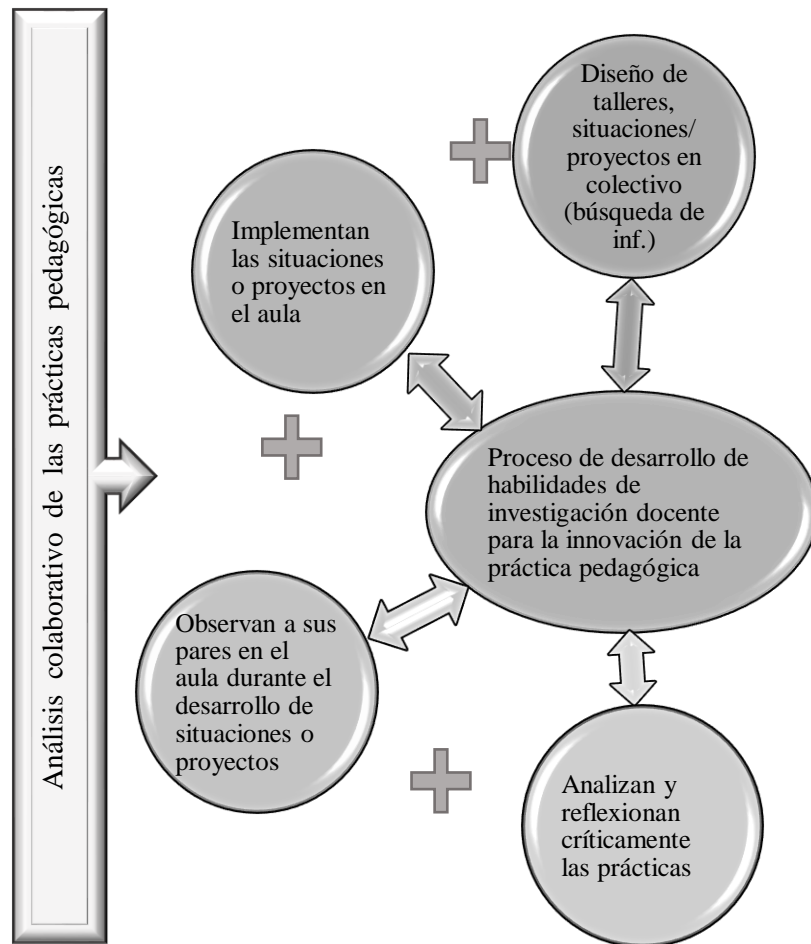 Análisis colaborativo de las prácticas pedagógicas
Diseño de
talleres,
situaciones/
proyectos en
colectivo
(búsqueda de
inf.)
Implementan
las situaciones
o proyectos en
el aula
Proceso de desarrollo de
habilidades de
investigación docente
para la innovación de la
práctica pedagógica
Observan a sus
pares en el
aula durante el
desarrollo de
situaciones o
proyectos
Analizan y
reflexionan
críticamente
las prácticas